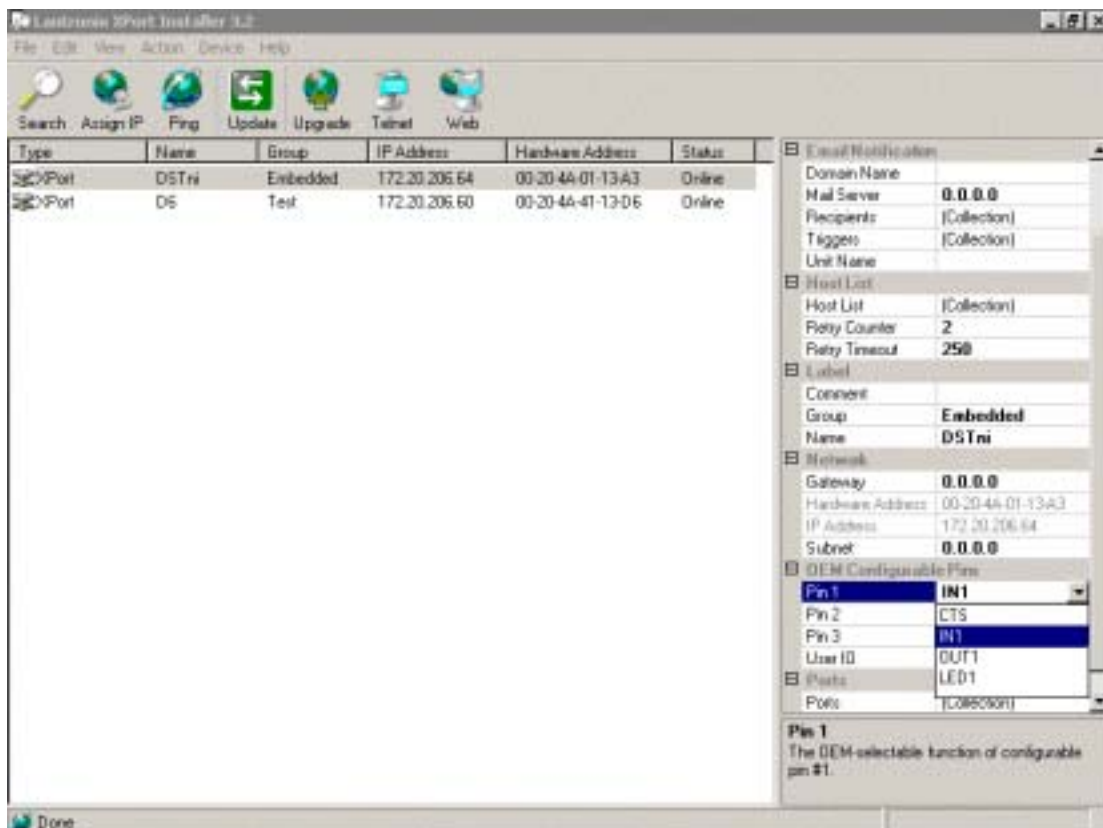 Lantronix XPort Installer 3.2
File Edit View Action Device Help
Search Assign IP Ping Update Upgrade Telnet Web
Type Name Group IP Address Hardware Address Status
XPort DSTni Embedded 172.20.206.64 00-20-4A-01-13-A3 Online
XPort D6 Test 172.20.206.60 00-20-4A-41-13-D6 Online
Email Notification
Domain Name
Mail Server 0.0.0.0
Recipients (Collection)
Triggers (Collection)
Unit Name
Host List
Host List (Collection)
Retry Counter 2
Retry Timeout 250
Label
Comment
Group Embedded
Name DSTni
Network
Gateway 0.0.0.0
Hardware Address 00-20-4A-01-13-A3
IP Address 172.20.206.64
Subnet 0.0.0.0
OEM Configurable Pins
Pin 1 IN1
Pin 2 CTS
Pin 3 IN1
User IO OUT1
Ports LED1
Ports (Collection)
Pin 1
The OEM-selectable function of configurable
pin #1.
Done